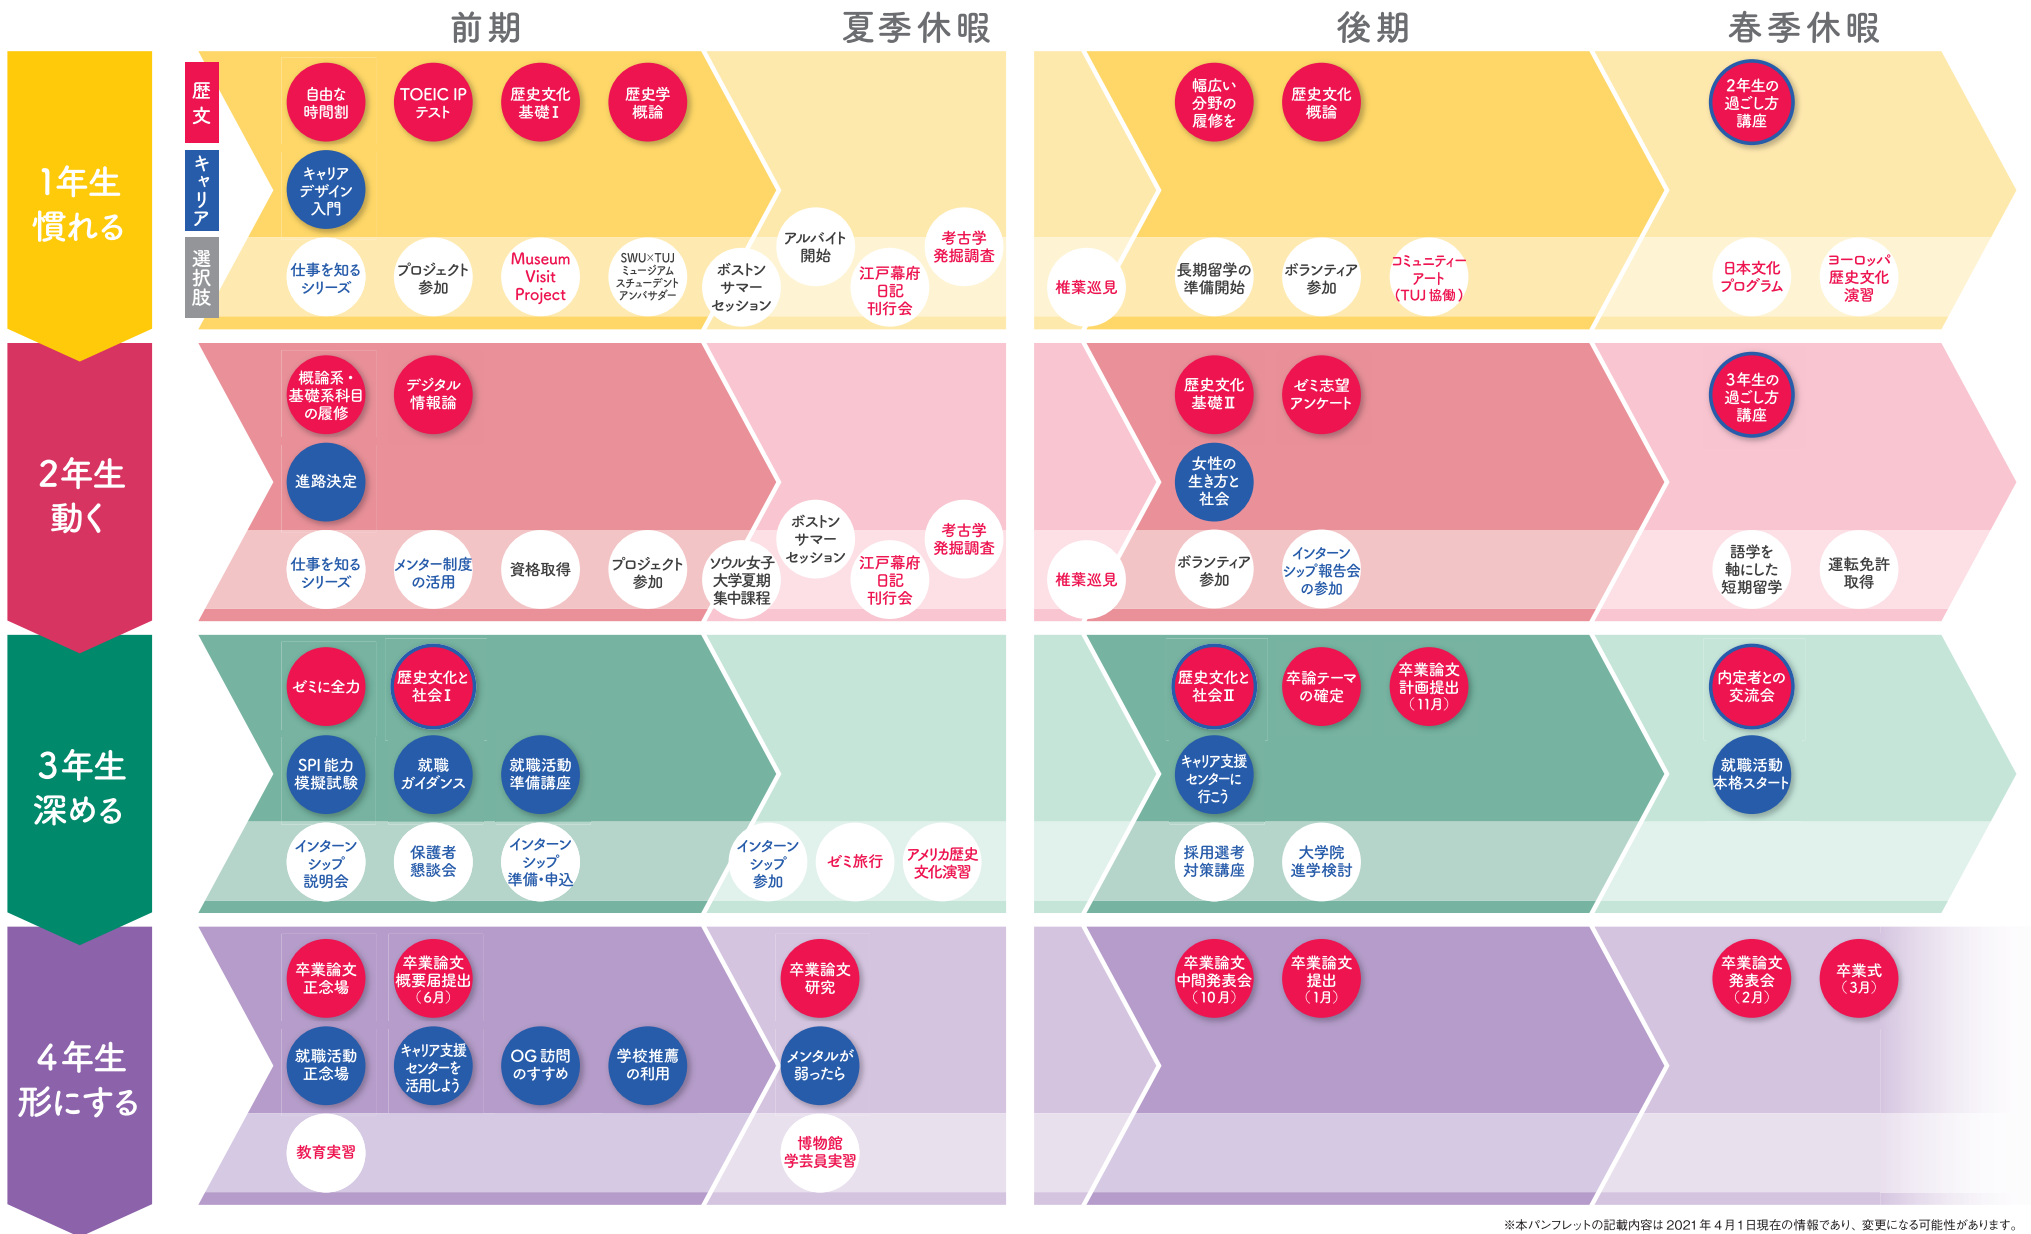 前期
夏季休暇
後期
春季休暇
1年生
慣れる
歴文
キャリア
選択肢
自由な
時間割
TOEIC IP
テスト
歴史文化
基礎Ⅰ
歴史学
概論
キャリア
デザイン
入門
仕事を知る
シリーズ
プロジェクト
参加
Museum
Visit
Project
SWU×TUJ
ミュージアム
スチューデント
アンバサダー
ボストン
サマー
セッション
アルバイト
開始
江戸幕府
日記
刊行会
考古学
発掘調査
椎葉巡見
幅広い
分野の
履修を
歴史文化
概論
長期留学の
準備開始
ボランティア
参加
コミュニティー
アート
(TUJ協働)
2年生の
過ごし方
講座
日本文化
プログラム
ヨーロッパ
歴史文化
演習
2年生
動く
概論系・
基礎系科目
の履修
デジタル
情報論
進路決定
仕事を知る
シリーズ
メンター制度
の活用
資格取得
プロジェクト
参加
ソウル女子
大学夏期
集中課程
ボストン
サマー
セッション
江戸幕府
日記
刊行会
考古学
発掘調査
椎葉巡見
歴史文化
基礎Ⅱ
ゼミ志望
アンケート
女性の
生き方と
社会
ボランティア
参加
インターン
シップ報告会
の参加
3年生の
過ごし方
講座
語学を
軸にした
短期留学
運転免許
取得
3年生
深める
ゼミに全力
歴史文化と
社会Ⅰ
SPI能力
模擬試験
就職
ガイダンス
就職活動
準備講座
インターン
シップ
説明会
保護者
懇談会
インターン
シップ
準備・申込
インターン
シップ
参加
ゼミ旅行
アメリカ歴史
文化演習
歴史文化と
社会Ⅱ
卒論テーマ
の確定
卒業論文
計画提出
(11月)
キャリア支援
センターに
行こう
採用選考
対策講座
大学院
進学検討
内定者との
交流会
就職活動
本格スタート
4年生
形にする
卒業論文
正念場
卒業論文
概要届提出
(6月)
就職活動
正念場
キャリア支援
センターを
活用しよう
OG訪問
のすすめ
学校推薦
の利用
教育実習
卒業論文
研究
メンタルが
弱ったら
博物館
学芸員実習
卒業論文
中間発表会
(10月)
卒業論文
提出
(1月)
卒業論文
発表会
(2月)
卒業式
(3月)
※本パンフレットの記載内容は2021年4月1日現在の情報であり、変更になる可能性があります。